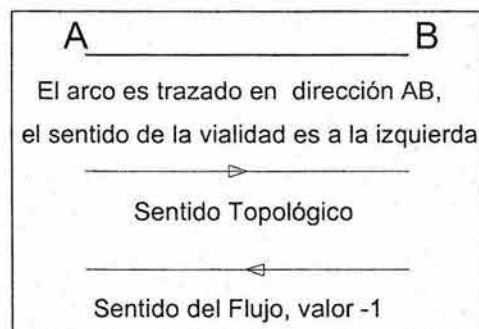 A B
El arco es trazado en dirección AB,
el sentido de la vialidad es a la izquierda
Sentido Topológico
Sentido del Flujo, valor -1